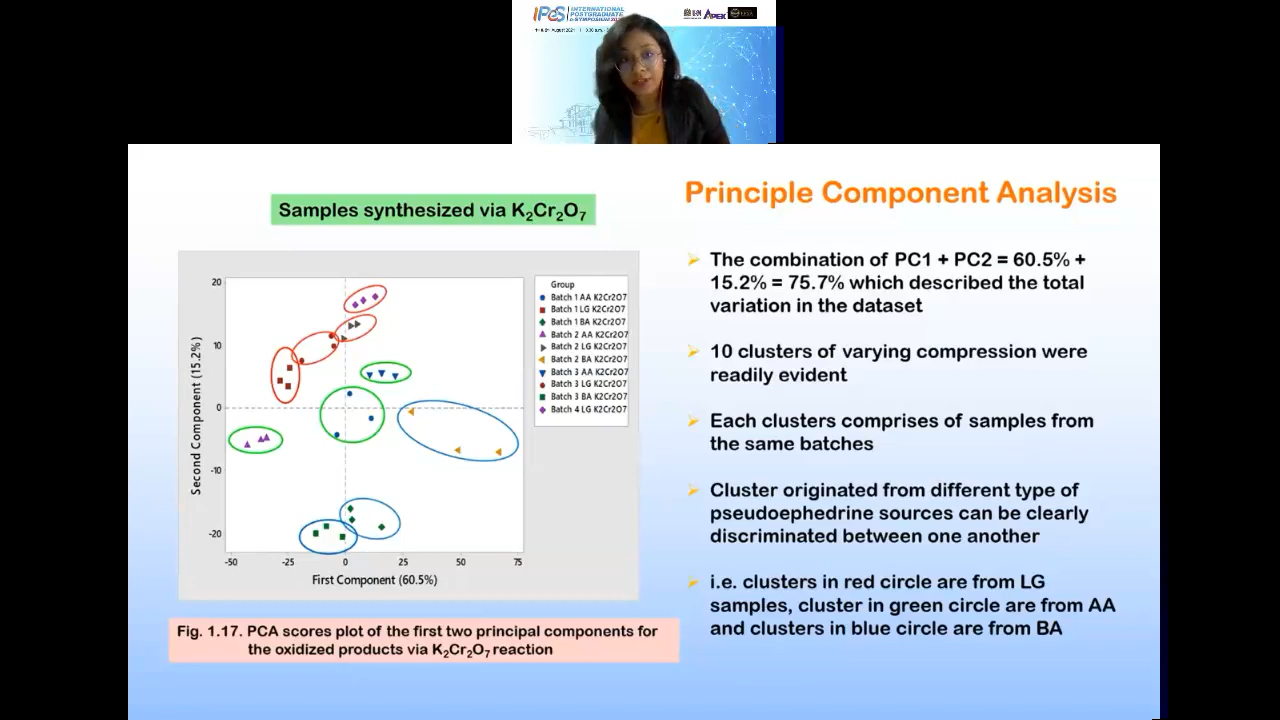 IPeS INTERNATIONAL
POSTGRADUATE
e-SYMPOSIUM
APEK
Samples synthesized via K₂Cr₂O₇
Second Component (15.2%)
20
10
0
-10
-20
-50 -25 0 25 50 75
First Component (60.5%)
Group
Batch 1 AA K2Cr2O7
Batch 1 LG K2Cr2O7
Batch 1 BA K2Cr2O7
Batch 2 AA K2Cr2O7
Batch 2 LG K2Cr2O7
Batch 2 BA K2Cr2O7
Batch 3 AA K2Cr2O7
Batch 3 LG K2Cr2O7
Batch 3 BA K2Cr2O7
Batch 4 LG K2Cr2O7
Fig. 1.17. PCA scores plot of the first two principal components for
the oxidized products via K₂Cr₂O₇ reaction
Principle Component Analysis
The combination of PC1 + PC2 = 60.5% +
15.2% = 75.7% which described the total
variation in the dataset
10 clusters of varying compression were
readily evident
Each clusters comprises of samples from
the same batches
Cluster originated from different type of
pseudoephedrine sources can be clearly
discriminated between one another
i.e. clusters in red circle are from LG
samples, cluster in green circle are from AA
and clusters in blue circle are from BA